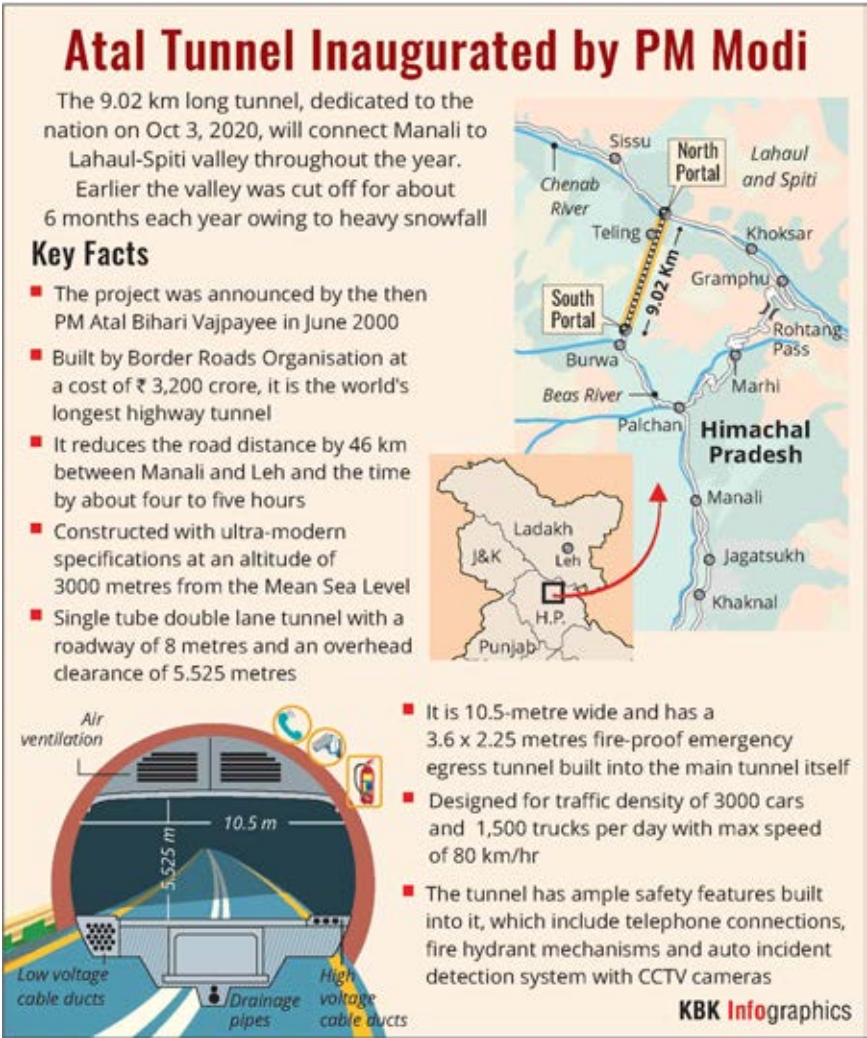 Atal Tunnel Inaugurated by PM Modi
The 9.02 km long tunnel, dedicated to the
nation on Oct 3, 2020, will connect Manali to
Lahaul-Spiti valley throughout the year.
Earlier the valley was cut off for about
6 months each year owing to heavy snowfall
Key Facts
The project was announced by the then
PM Atal Bihari Vajpayee in June 2000
Built by Border Roads Organisation at
a cost of ₹ 3,200 crore, it is the world's
longest highway tunnel
It reduces the road distance by 46 km
between Manali and Leh and the time
by about four to five hours
Constructed with ultra-modern
specifications at an altitude of
3000 metres from the Mean Sea Level
Single tube double lane tunnel with a
roadway of 8 metres and an overhead
clearance of 5.525 metres
Sissu
North
Portal
Lahaul
and Spiti
Chenab
River
Teling
Khoksar
9.02 Km
Gramphu
South
Portal
Rohtang
Pass
Burwa
Marhi
Beas River
Palchan
Himachal
Pradesh
Manali
Jagatsukh
Khaknal
Ladakh
J&K
Leh
H.P.
Punjab
Air
ventilation
10.5 m
5.525 m
Low voltage
cable ducts
Drainage
pipes
High
voltage
cable ducts
It is 10.5-metre wide and has a
3.6 x 2.25 metres fire-proof emergency
egress tunnel built into the main tunnel itself
Designed for traffic density of 3000 cars
and 1,500 trucks per day with max speed
of 80 km/hr
The tunnel has ample safety features built
into it, which include telephone connections,
fire hydrant mechanisms and auto incident
detection system with CCTV cameras
KBK Infographics